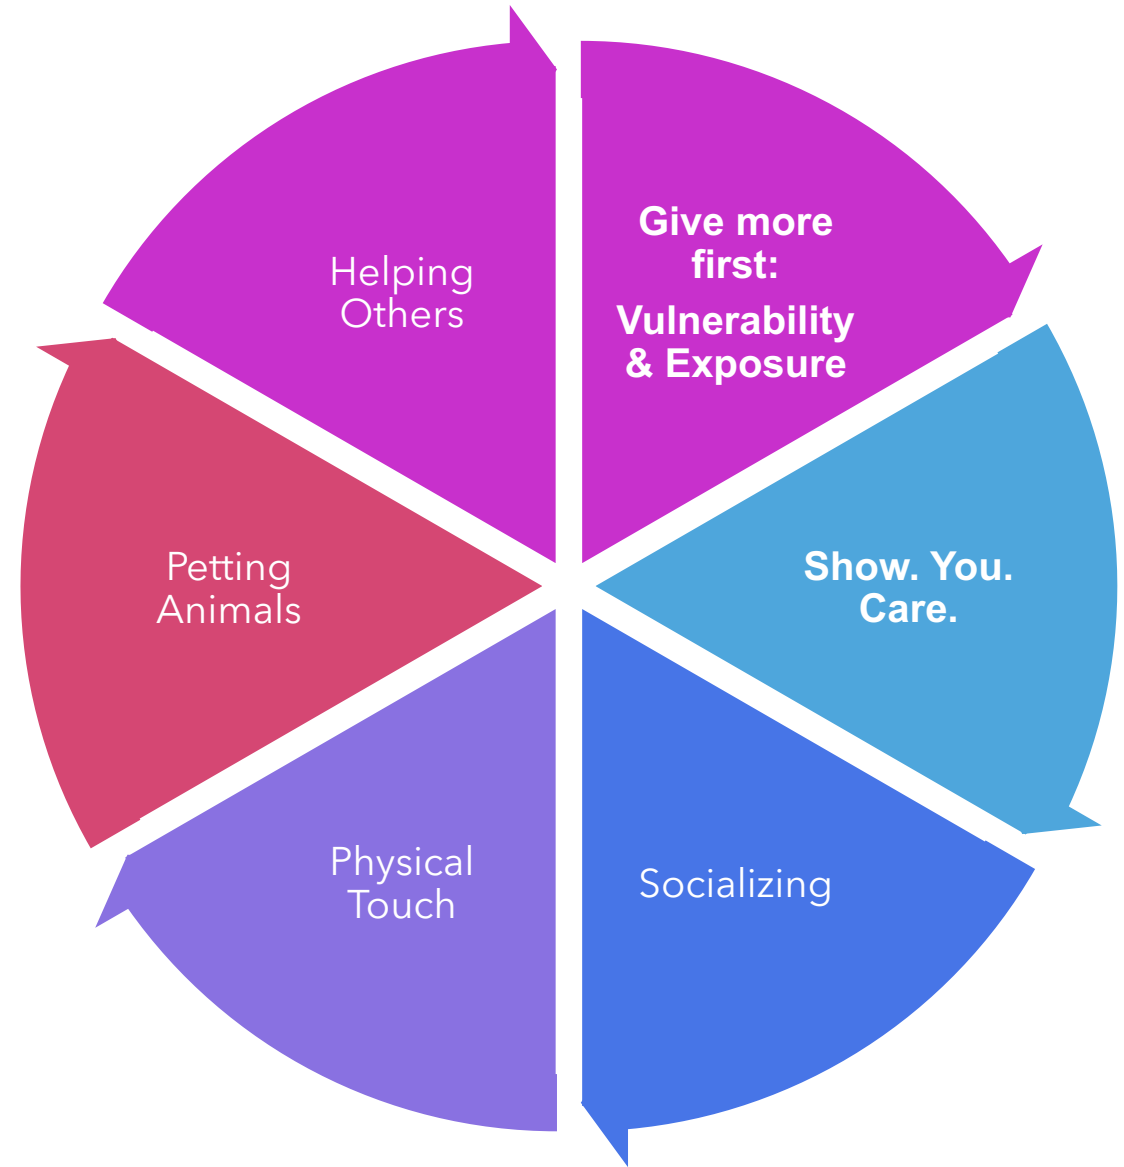 Give more
first:
Vulnerability
& Exposure
Show. You.
Care.
Socializing
Physical
Touch
Petting
Animals
Helping
Others